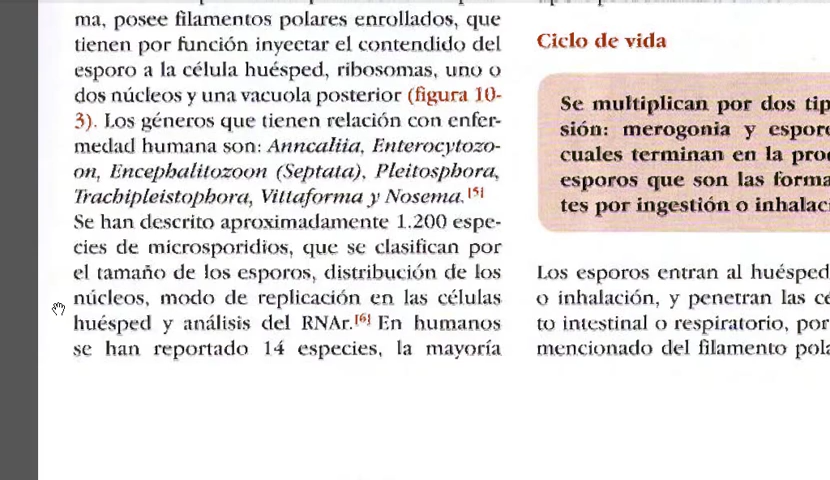 ma, posee filamentos polares enrollados, que
tienen por función inyectar el contendido del
esporo a la célula huésped, ribosomas, uno o
dos núcleos y una vacuola posterior (figura 10-
3). Los géneros que tienen relación con enfer-
medad humana son: Anncaliia, Enterocytozo-
on, Encephalitozoon (Septata), Pleitosphora,
Trachipleistophora, Vittaforma y Nosema.[5]
Se han descrito aproximadamente 1.200 espe-
cies de microsporidios, que se clasifican por
el tamaño de los esporos, distribución de los
núcleos, modo de replicación en las células
huésped y análisis del RNAr.[6] En humanos
se han reportado 14 especies, la mayoría
Ciclo de vida
Se multiplican por dos tip
sión: merogonia y esporo
cuales terminan en la pro
esporos que son las forma
tes por ingestión o inhalaci
Los esporos entran al huésped
o inhalación, y penetran las cé
to intestinal o respiratorio, por
mencionado del filamento pola